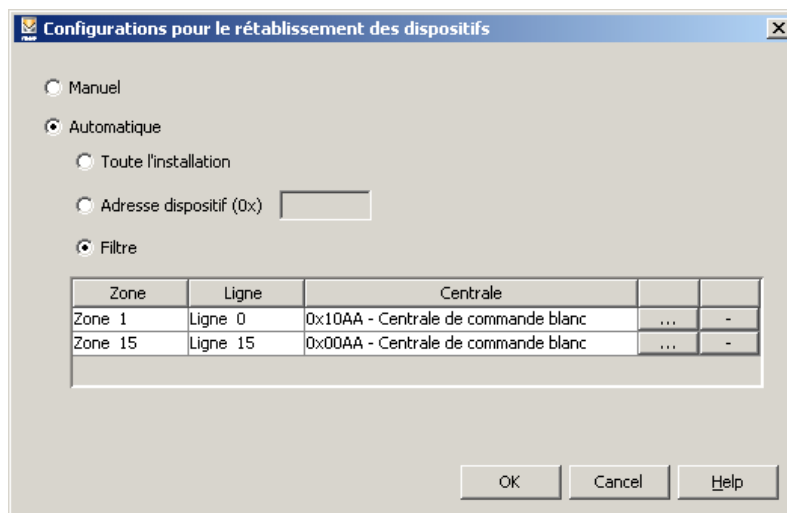 Configurations pour le rétablissement des dispositifs
Manuel
Automatique
Toute l'installation
Adresse dispositif (0x)
Filtre
Zone Ligne Centrale
Zone 1 Ligne 0 0x10AA - Centrale de commande blanc ... -
Zone 15 Ligne 15 0x00AA - Centrale de commande blanc ... -
OK Cancel Help